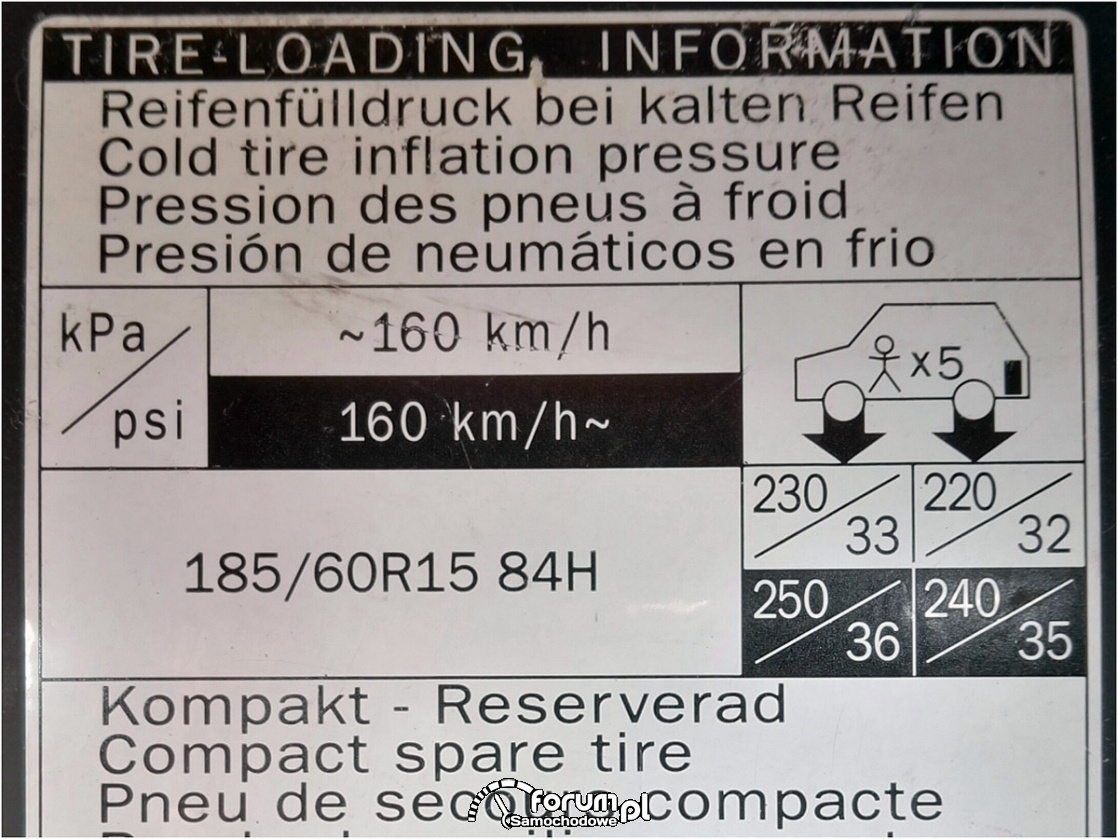 TIRE-LOADING INFORMATION
Reifenfülldruck bei kalten Reifen
Cold tire inflation pressure
Pression des pneus à froid
Presión de neumáticos en frio
kPa/psi
~160 km/h
160 km/h~
x5
185/60R15 84H
230/33 220/32
250/36 240/35
Kompakt - Reserverad
Compact spare tire
Pneu de secours compacte
forum.pl
Samochodowe